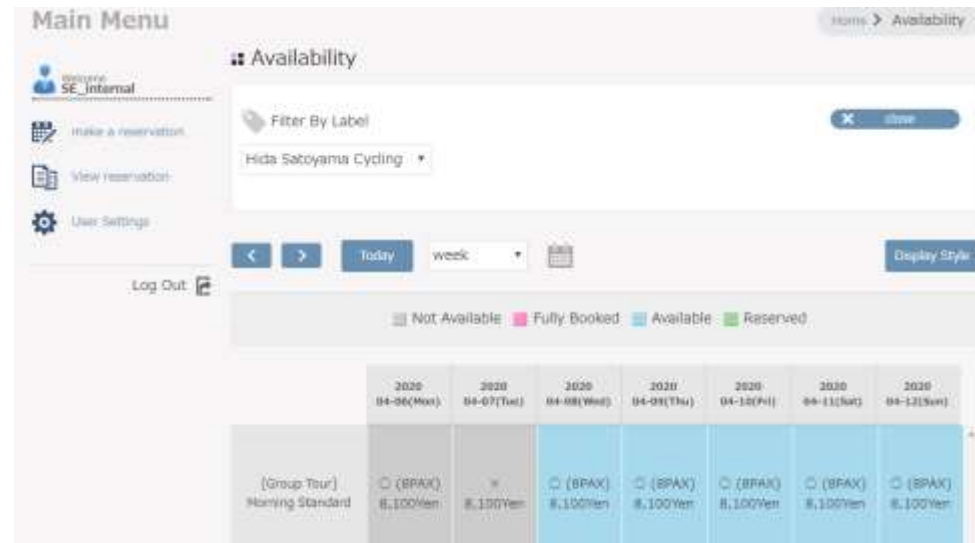 Main Menu
Home > Availability
Welcome
SE_internal
make a reservation
View reservation
User Settings
Log Out
Availability
Filter By Label
close
Hida Satoyama Cycling
Today
week
Display Style
Not Available Fully Booked Available Reserved
2020 04-06(Mon)
2020 04-07(Tue)
2020 04-08(Wed)
2020 04-09(Thu)
2020 04-10(Fri)
2020 04-11(Sat)
2020 04-12(Sun)
[Group Tour]
Morning Standard
○ (8PAX) 8,100Yen
× 8,100Yen
○ (8PAX) 8,100Yen
○ (8PAX) 8,100Yen
○ (8PAX) 8,100Yen
○ (8PAX) 8,100Yen
○ (8PAX) 8,100Yen